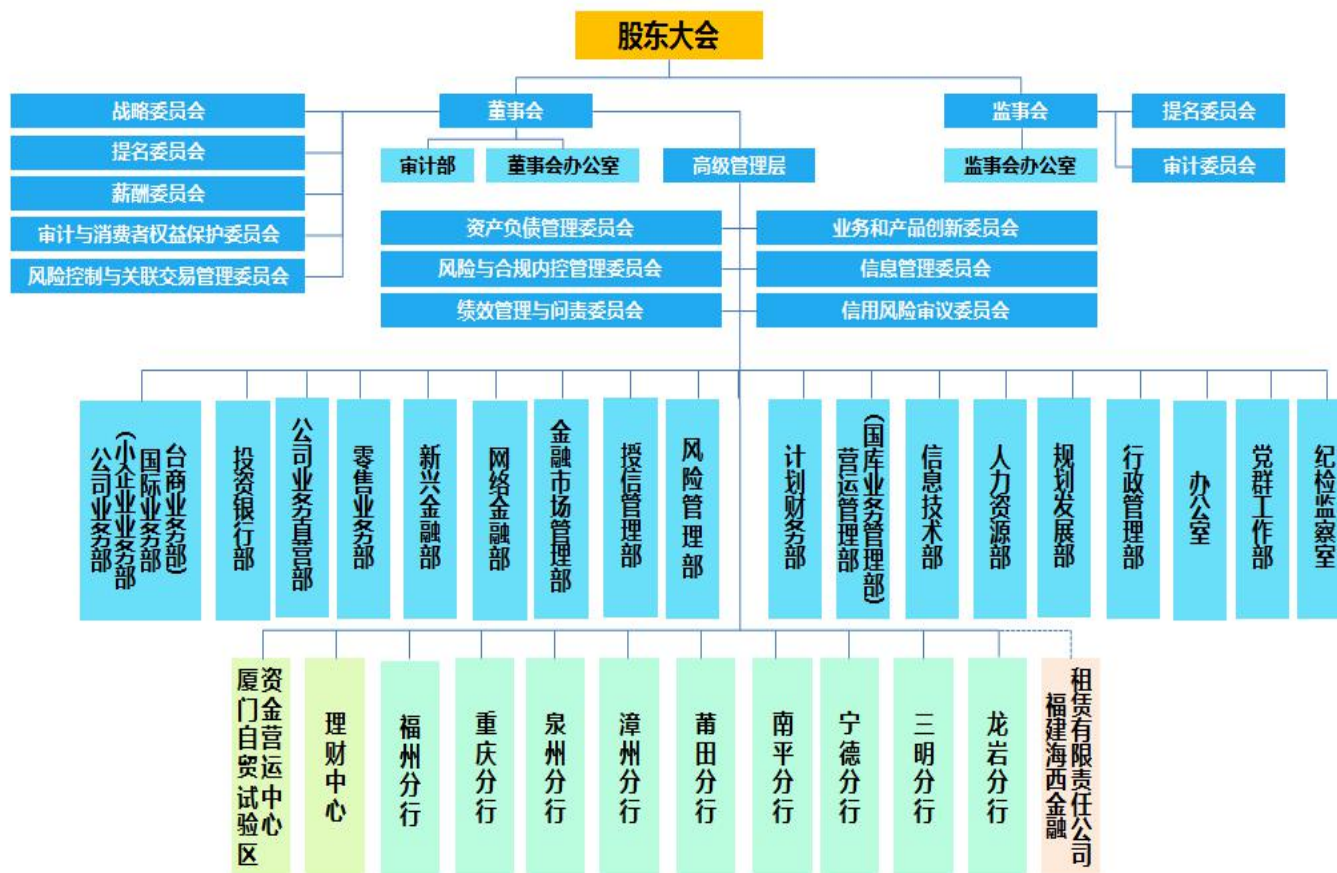 股东大会
战略委员会
董事会
监事会
提名委员会
提名委员会
审计部
董事会办公室
高级管理层
监事会办公室
审计委员会
薪酬委员会
审计与消费者权益保护委员会
风险控制与关联交易管理委员会
资产负债管理委员会
业务和产品创新委员会
风险与合规内控管理委员会
信息管理委员会
绩效管理与问责委员会
信用风险审议委员会
公司业务部
(小企业业务部
国际业务部
台商业务部)
投资银行部
公司业务直营部
零售业务部
新兴金融部
网络金融部
金融市场管理部
授信管理部
风险管理部
计划财务部
营运管理部
(国库业务管理部)
信息技术部
人力资源部
规划发展部
行政管理部
办公室
党群工作部
纪检监察室
厦门自贸试验区
资金营运中心
理财中心
福州分行
重庆分行
泉州分行
漳州分行
莆田分行
南平分行
宁德分行
三明分行
龙岩分行
福建海西金融
租赁有限责任公司